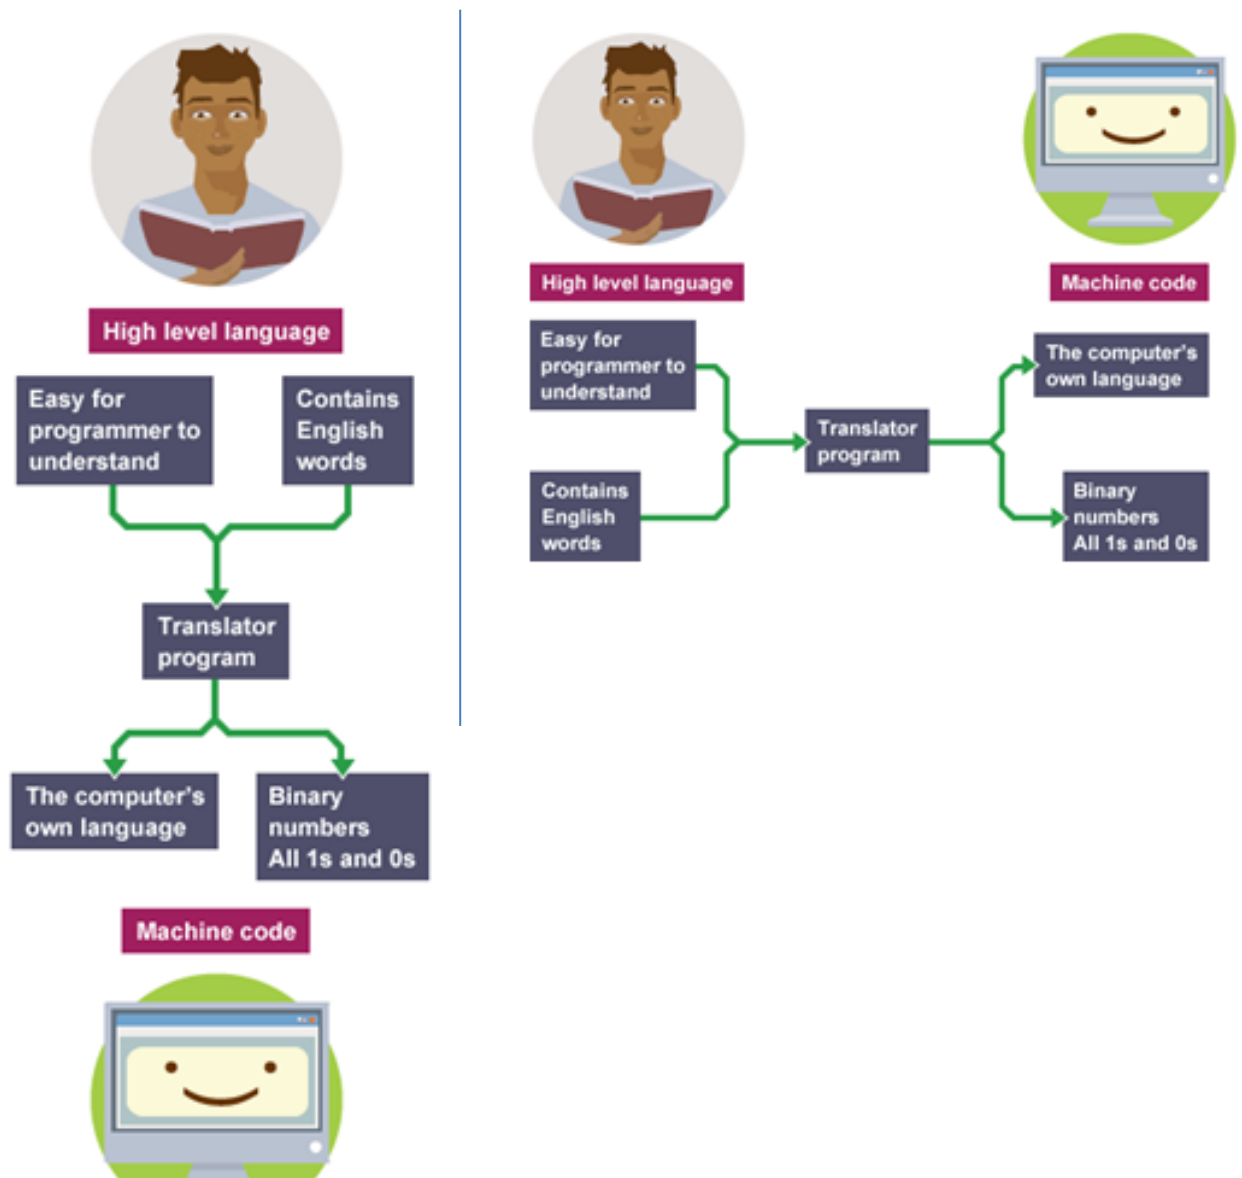 High level language
Easy for
programmer to
understand
Contains
English
words
Translator
program
The computer's
own language
Binary
numbers
All 1s and 0s
Machine code
High level language
Machine code
Easy for
programmer to
understand
Contains
English
words
Translator
program
The computer's
own language
Binary
numbers
All 1s and 0s